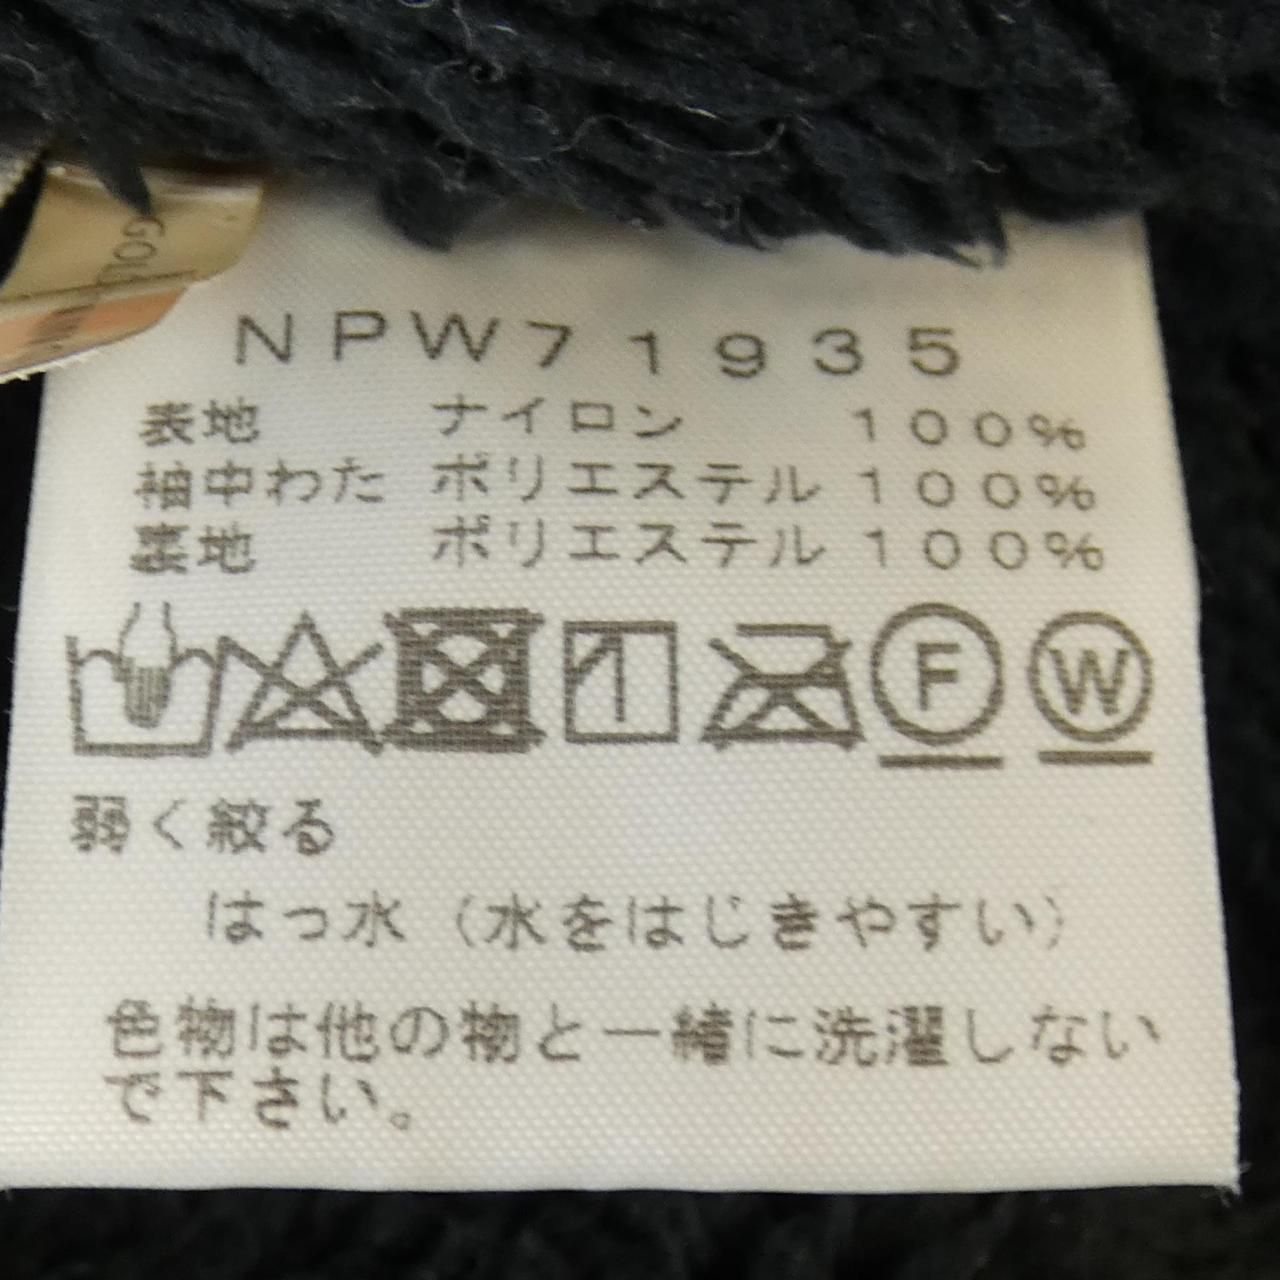 GOL
NPW71935
表地 ナイロン 100%
袖中わた ポリエステル 100%
裏地 ポリエステル 100%
F W
弱く絞る
はっ水（水をはじきやすい）
色物は他の物と一緒に洗濯しない
で下さい。